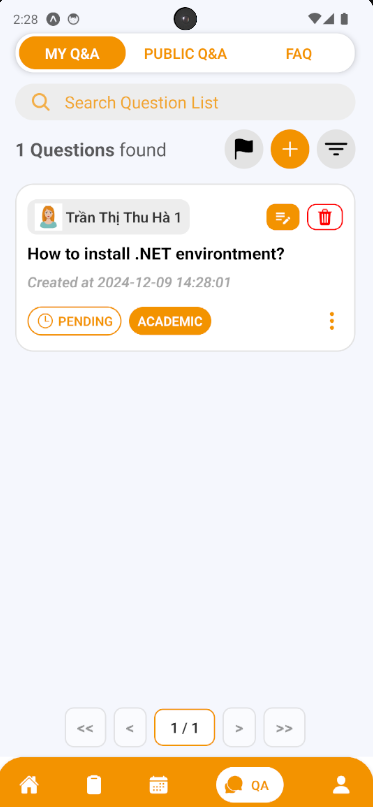 2:28
MY Q&A PUBLIC Q&A FAQ
Search Question List
1 Questions found
Trần Thị Thu Hà 1
How to install .NET environtment?
Created at 2024-12-09 14:28:01
PENDING ACADEMIC
<< < 1 / 1 > >>
QA